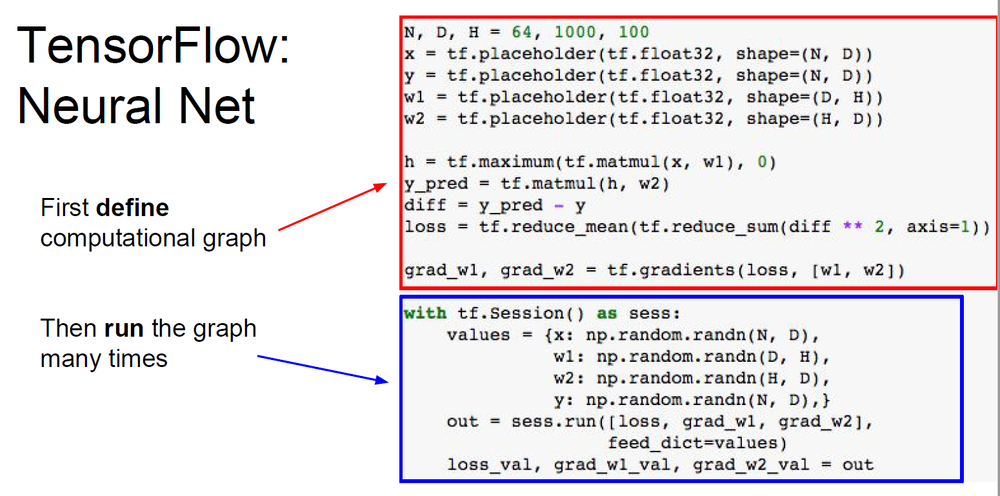 TensorFlow:
Neural Net
First define
computational graph
Then run the graph
many times
N, D, H = 64, 1000, 100
x = tf.placeholder(tf.float32, shape=(N, D))
y = tf.placeholder(tf.float32, shape=(N, D))
w1 = tf.placeholder(tf.float32, shape=(D, H))
w2 = tf.placeholder(tf.float32, shape=(H, D))
h = tf.maximum(tf.matmul(x, w1), 0)
y_pred = tf.matmul(h, w2)
diff = y_pred - y
loss = tf.reduce_mean(tf.reduce_sum(diff ** 2, axis=1))
grad_w1, grad_w2 = tf.gradients(loss, [w1, w2])
with tf.Session() as sess:
    values = {x: np.random.randn(N, D),
              w1: np.random.randn(D, H),
              w2: np.random.randn(H, D),
              y: np.random.randn(N, D),}
    out = sess.run([loss, grad_w1, grad_w2],
                   feed_dict=values)
    loss_val, grad_w1_val, grad_w2_val = out